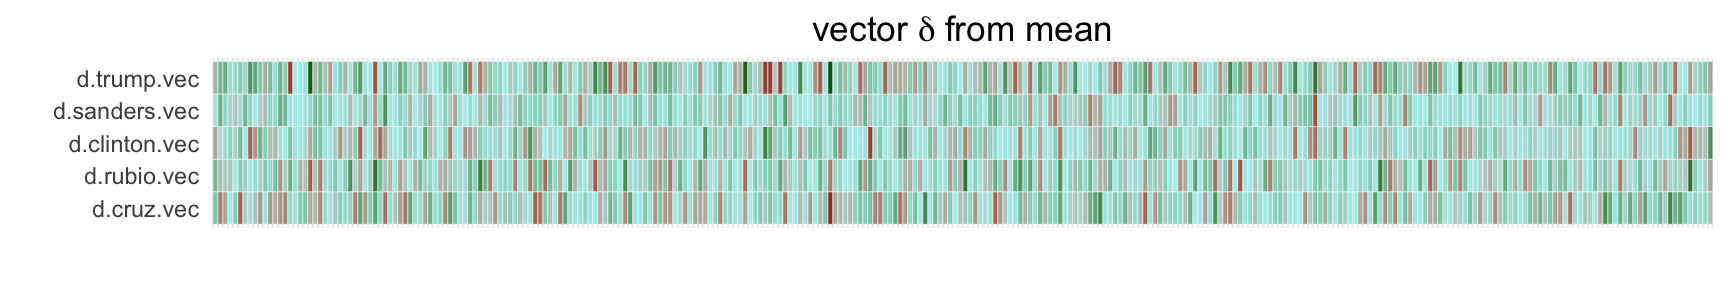 vector δ from mean
d.trump.vec
d.sanders.vec
d.clinton.vec
d.rubio.vec
d.cruz.vec